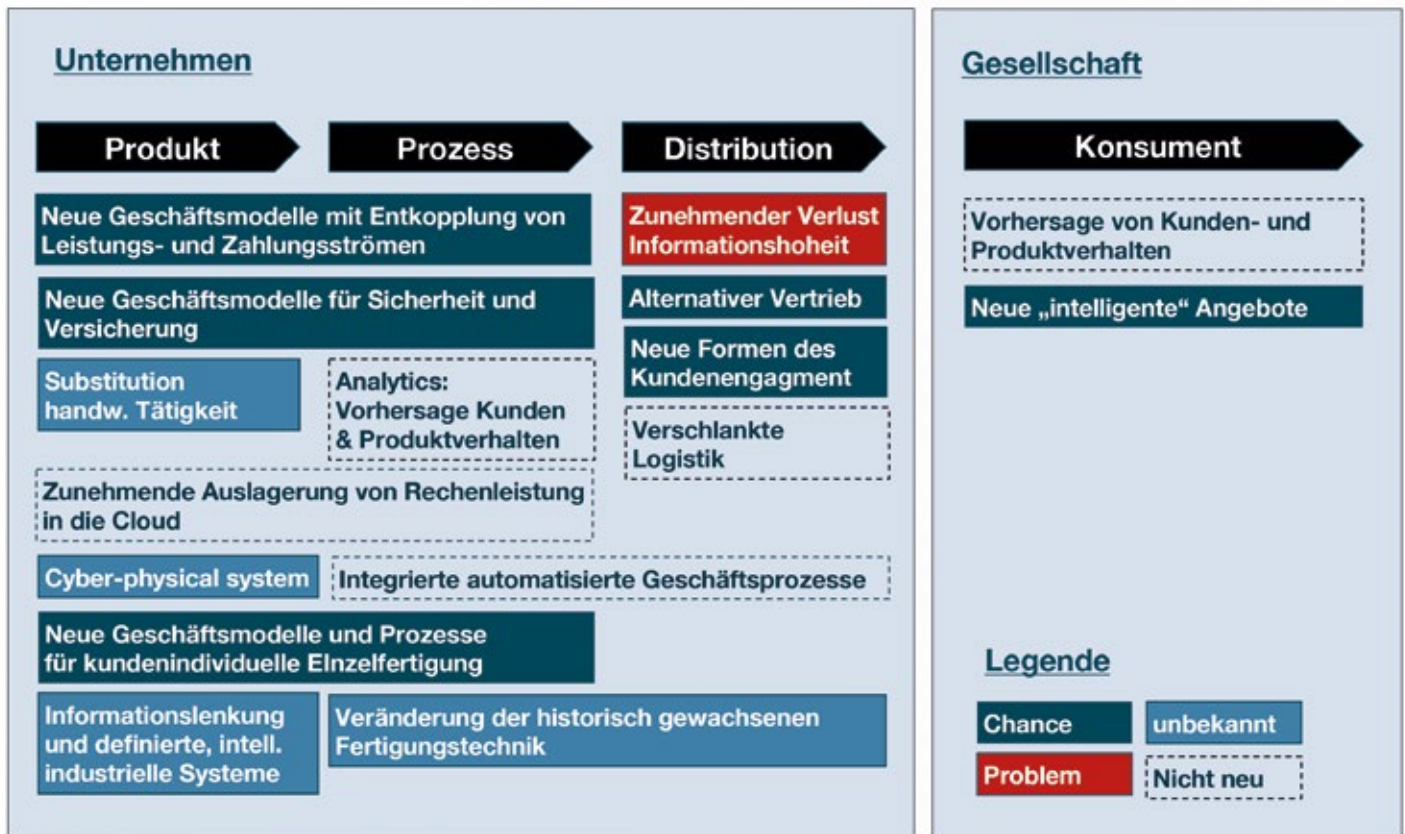 Unternehmen
Produkt
Prozess
Distribution
Neue Geschäftsmodelle mit Entkopplung von
Leistungs- und Zahlungsströmen
Neue Geschäftsmodelle für Sicherheit und
Versicherung
Substitution
handw. Tätigkeit
Analytics:
Vorhersage Kunden
& Produktverhalten
Zunehmende Auslagerung von Rechenleistung
in die Cloud
Cyber-physical system
Integrierte automatisierte Geschäftsprozesse
Neue Geschäftsmodelle und Prozesse
für kundenindividuelle EInzelfertigung
Informationslenkung
und definierte, intell.
industrielle Systeme
Veränderung der historisch gewachsenen
Fertigungstechnik
Zunehmender Verlust
Informationshoheit
Alternativer Vertrieb
Neue Formen des
Kundenengagment
Verschlankte
Logistik
Gesellschaft
Konsument
Vorhersage von Kunden- und
Produktverhalten
Neue „intelligente“ Angebote
Legende
Chance
unbekannt
Problem
Nicht neu